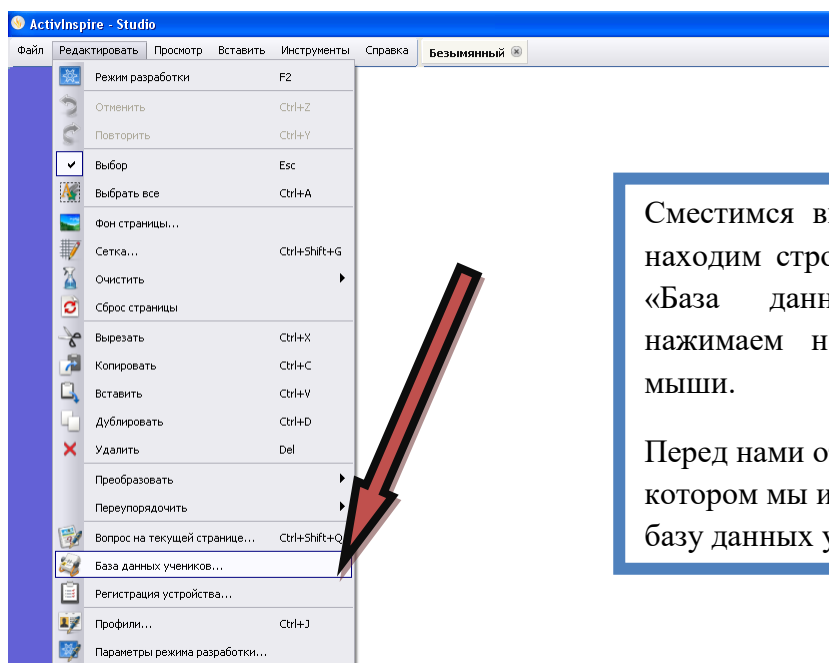 ActivInspire - Studio
Файл Редактировать Просмотр Вставить Инструменты Справка Безымянный
Режим разработки F2
Отменить Ctrl+Z
Повторить Ctrl+Y
Выбор Esc
Выбрать все Ctrl+A
Фон страницы...
Сетка... Ctrl+Shift+G
Очистить
Сброс страницы
Вырезать Ctrl+X
Копировать Ctrl+C
Вставить Ctrl+V
Дублировать Ctrl+D
Удалить Del
Преобразовать
Переупорядочить
Вопрос на текущей странице... Ctrl+Shift+Q
База данных учеников...
Регистрация устройства...
Профили... Ctrl+J
Параметры режима разработки...
Сместимся
находим
«База
нажимаем
мыши.
Перед нами
котором мы
базу данных